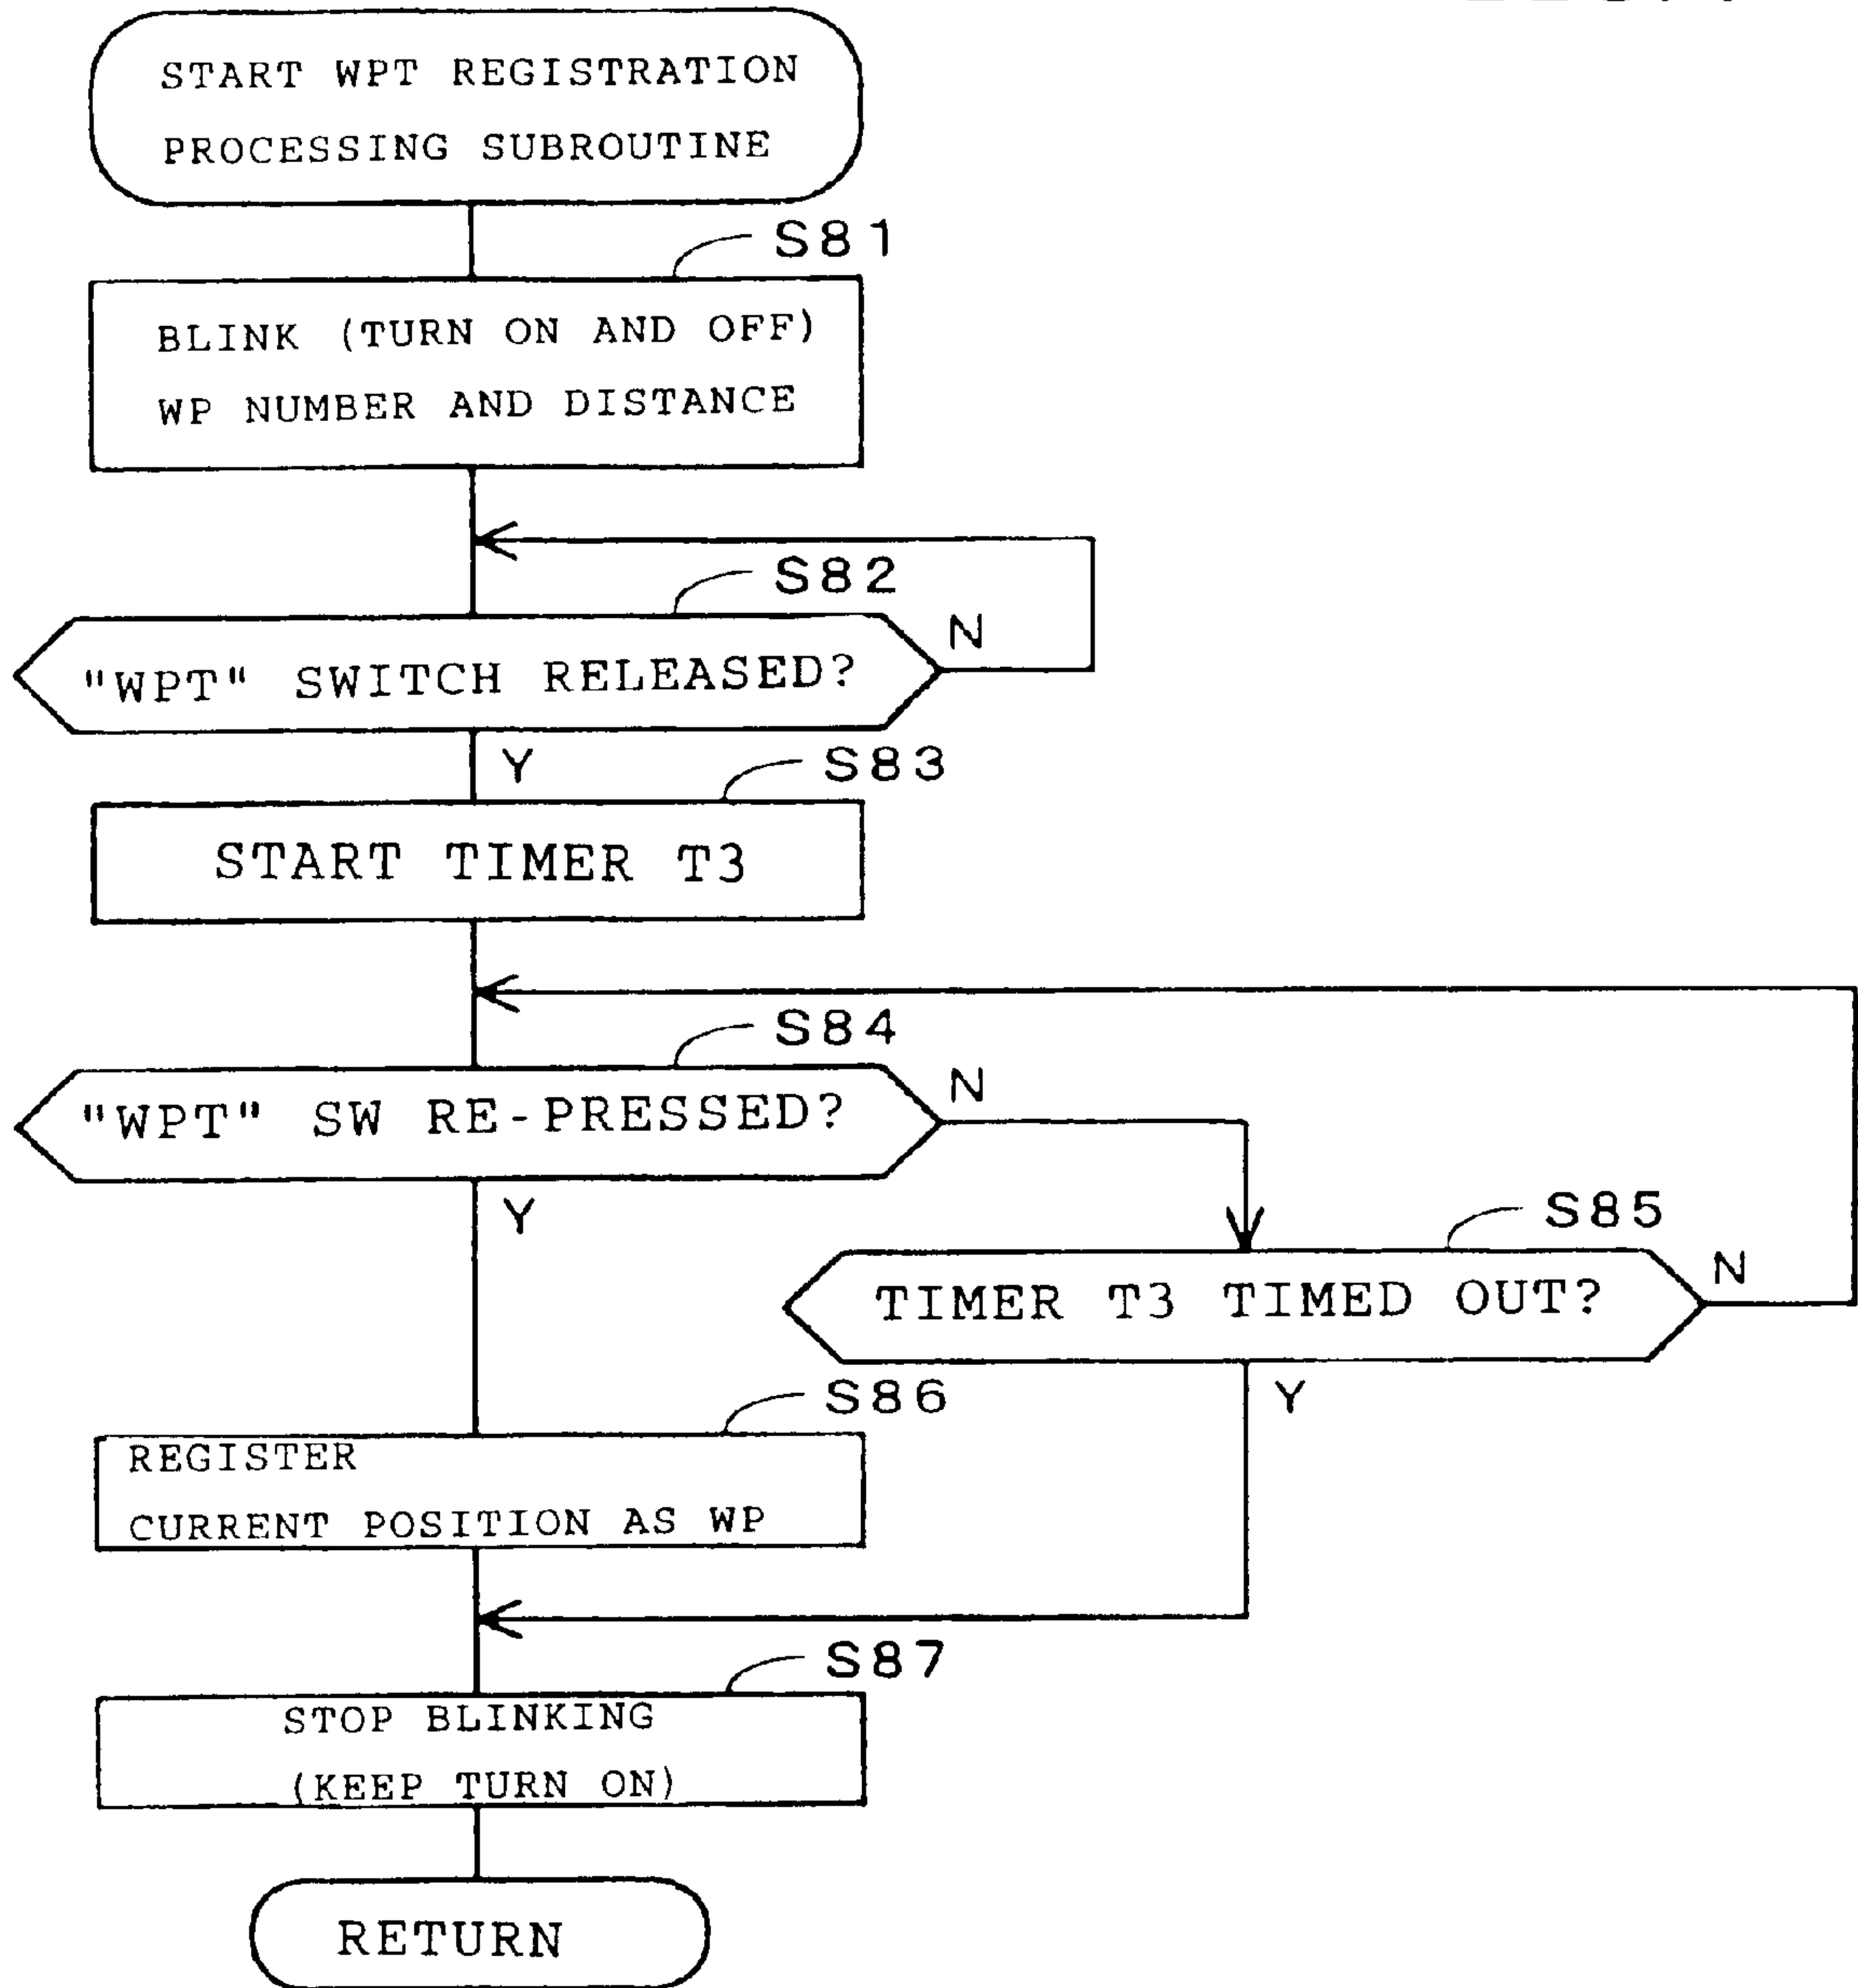 START WPT REGISTRATION
PROCESSING SUBROUTINE
S81
BLINK (TURN ON AND OFF)
WP NUMBER AND DISTANCE
S82
"WPT" SWITCH RELEASED?
N
Y
S83
START TIMER T3
S84
"WPT" SW RE-PRESSED?
N
Y
S85
TIMER T3 TIMED OUT?
N
Y
S86
REGISTER
CURRENT POSITION AS WP
S87
STOP BLINKING
(KEEP TURN ON)
RETURN